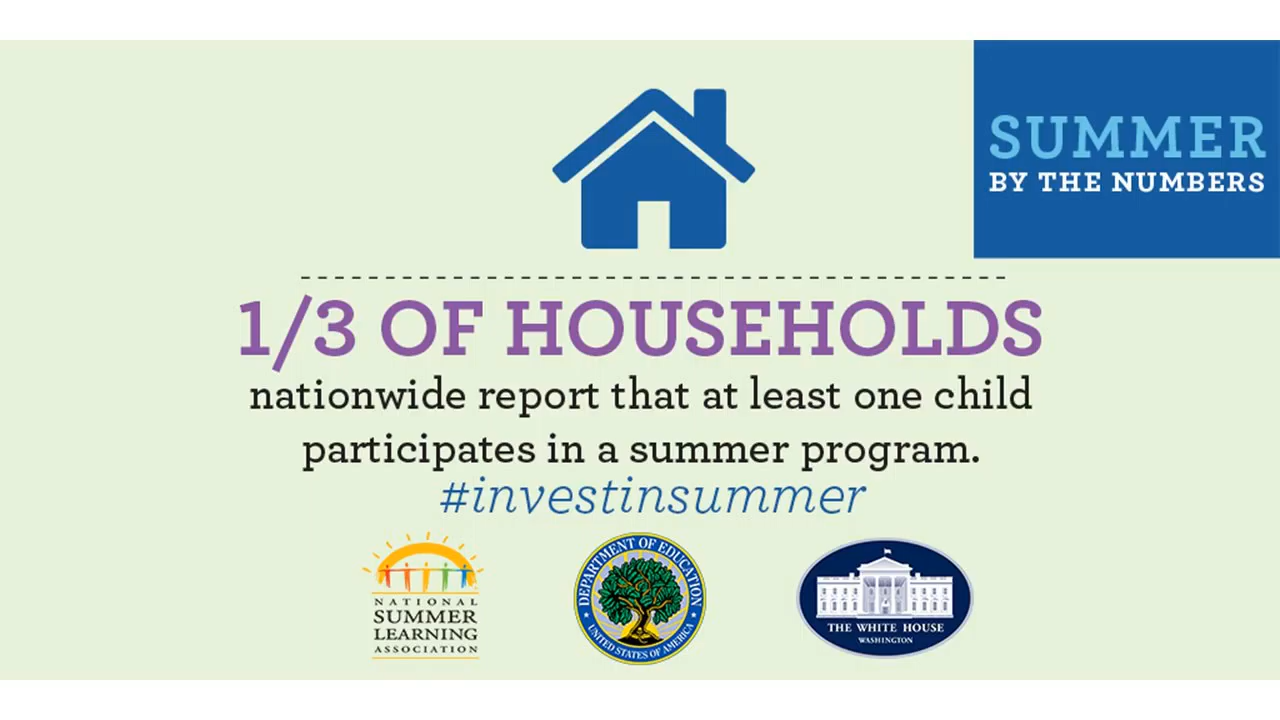 SUMMER
BY THE NUMBERS
1/3 OF HOUSEHOLDS
nationwide report that at least one child
participates in a summer program.
#investinsummer
NATIONAL
SUMMER
LEARNING
ASSOCIATION
DEPARTMENT OF EDUCATION
UNITED STATES OF AMERICA
THE WHITE HOUSE
WASHINGTON